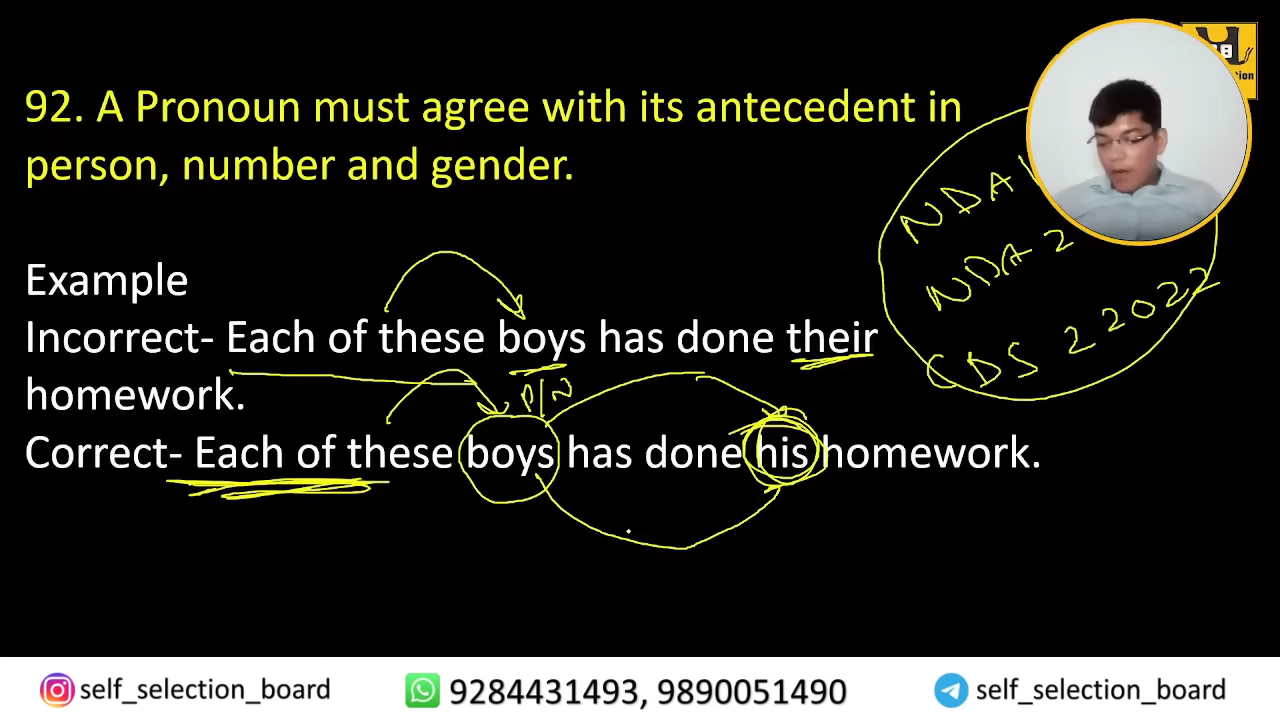 92. A Pronoun must agree with its antecedent in
person, number and gender.
NDA 1
NDA 2
CDS 2 2022
Example
Incorrect- Each of these boys has done their
homework.
P/N
Correct- Each of these boys has done his homework.
self_selection_board
9284431493, 9890051490
self_selection_board